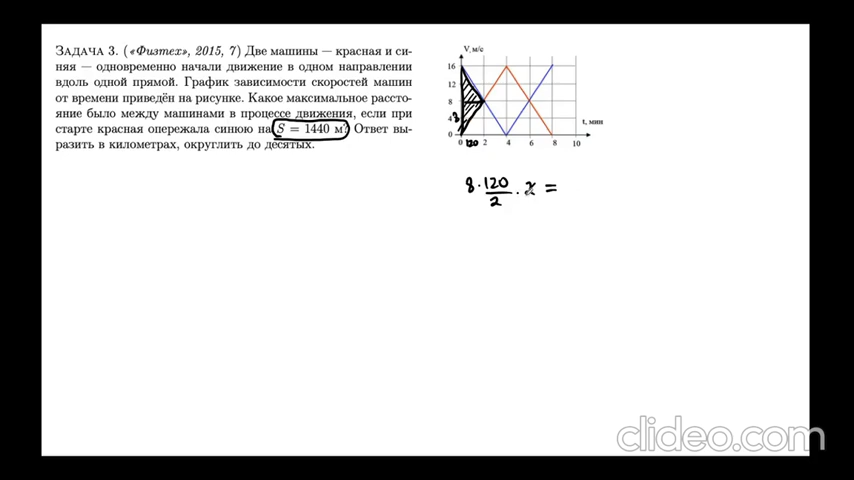 Задача 3. («Физтех», 2015, 7) Две машины — красная и си-
няя — одновременно начали движение в одном направлении
вдоль одной прямой. График зависимости скоростей машин
от времени приведён на рисунке. Какое максимальное рассто-
яние было между машинами в процессе движения, если при
старте красная опережала синюю на S = 1440 м? Ответ вы-
разить в километрах, округлить до десятых.
V, м/с
16
12
8
4
0
8
t, мин
0 2 4 6 8 10
120
8 · 120/2 · 2 =
clideo.com